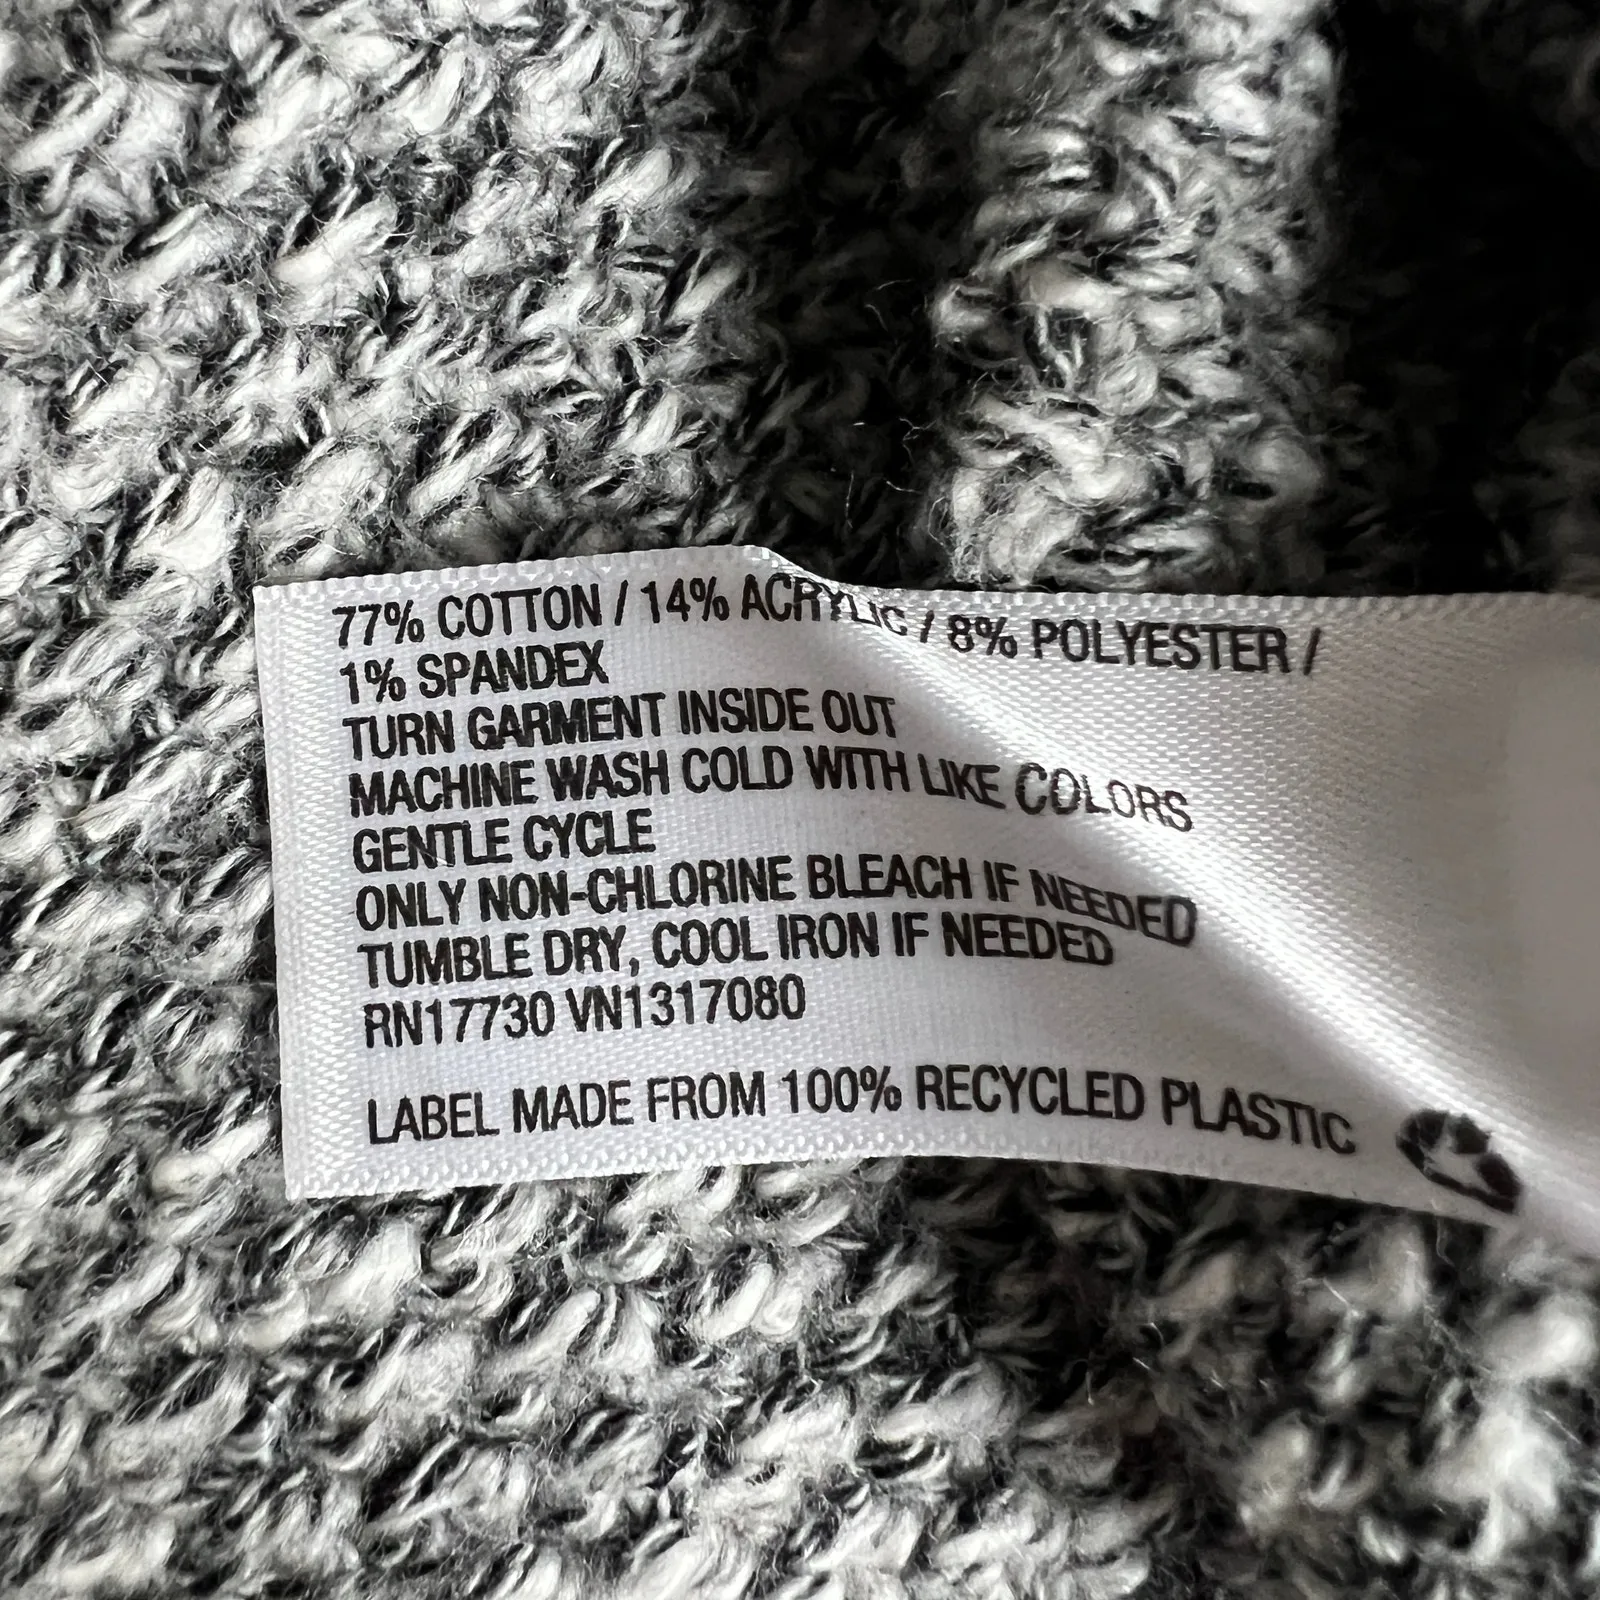 77% COTTON / 14% ACRYLIC / 8% POLYESTER /
1% SPANDEX
TURN GARMENT INSIDE OUT
MACHINE WASH COLD WITH LIKE COLORS
GENTLE CYCLE
ONLY NON-CHLORINE BLEACH IF NEEDED
TUMBLE DRY, COOL IRON IF NEEDED
RN17730 VN1317080
LABEL MADE FROM 100% RECYCLED PLASTIC